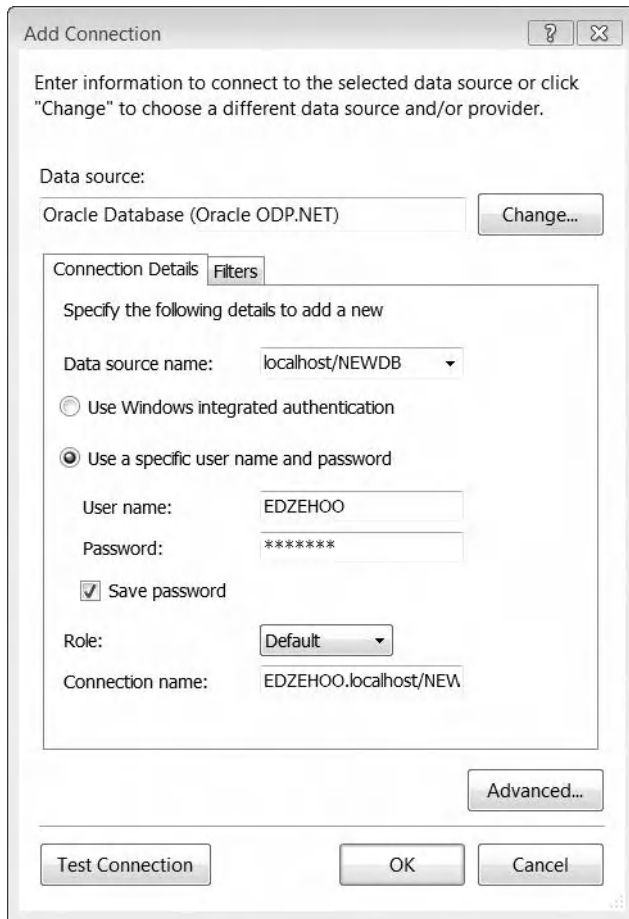 Add Connection
Enter information to connect to the selected data source or click
"Change" to choose a different data source and/or provider.
Data source:
Oracle Database (Oracle ODP.NET)
Change...
Connection Details
Filters
Specify the following details to add a new
Data source name:
localhost/NEWDB
Use Windows integrated authentication
Use a specific user name and password
User name:
EDZEHOO
Password:
*******
Save password
Role:
Default
Connection name:
EDZEHOO.localhost/NEW
Advanced...
Test Connection
OK
Cancel